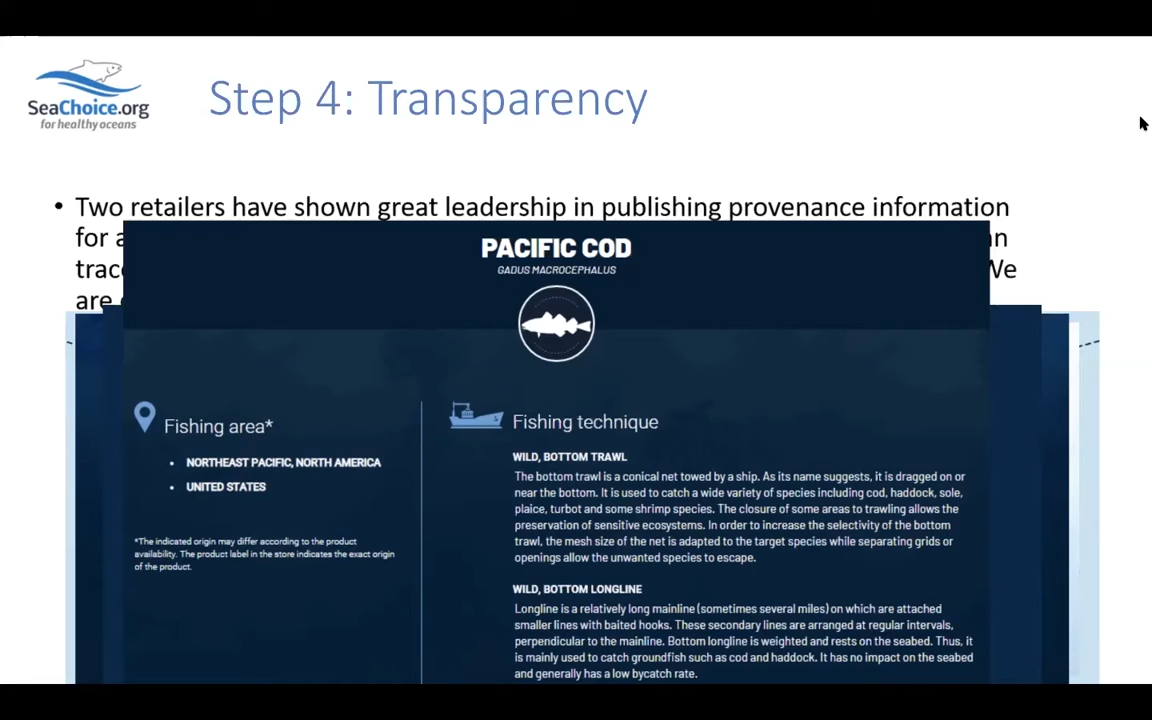 SeaChoice.org
for healthy oceans
Step 4: Transparency
• Two retailers have shown great leadership in publishing provenance information
for
are
We
PACIFIC COD
GADUS MACROCEPHALUS
Fishing area*
• NORTHEAST PACIFIC, NORTH AMERICA
• UNITED STATES
*The indicated origin may differ according to the product
availability. The product label in the store indicates the exact origin
of the product.
Fishing technique
WILD, BOTTOM TRAWL
The bottom trawl is a conical net towed by a ship. As its name suggests, it is dragged on or
near the bottom. It is used to catch a wide variety of species including cod, haddock, sole,
plaice, turbot and some shrimp species. The closure of some areas to trawling allows the
preservation of sensitive ecosystems. In order to increase the selectivity of the bottom
trawl, the mesh size of the net is adapted to the target species while separating grids or
openings allow the unwanted species to escape.
WILD, BOTTOM LONGLINE
Longline is a relatively long mainline (sometimes several miles) on which are attached
smaller lines with baited hooks. These secondary lines are arranged at regular intervals,
perpendicular to the mainline. Bottom longline is weighted and rests on the seabed. Thus, it
is mainly used to catch groundfish such as cod and haddock. It has no impact on the seabed
and generally has a low bycatch rate.